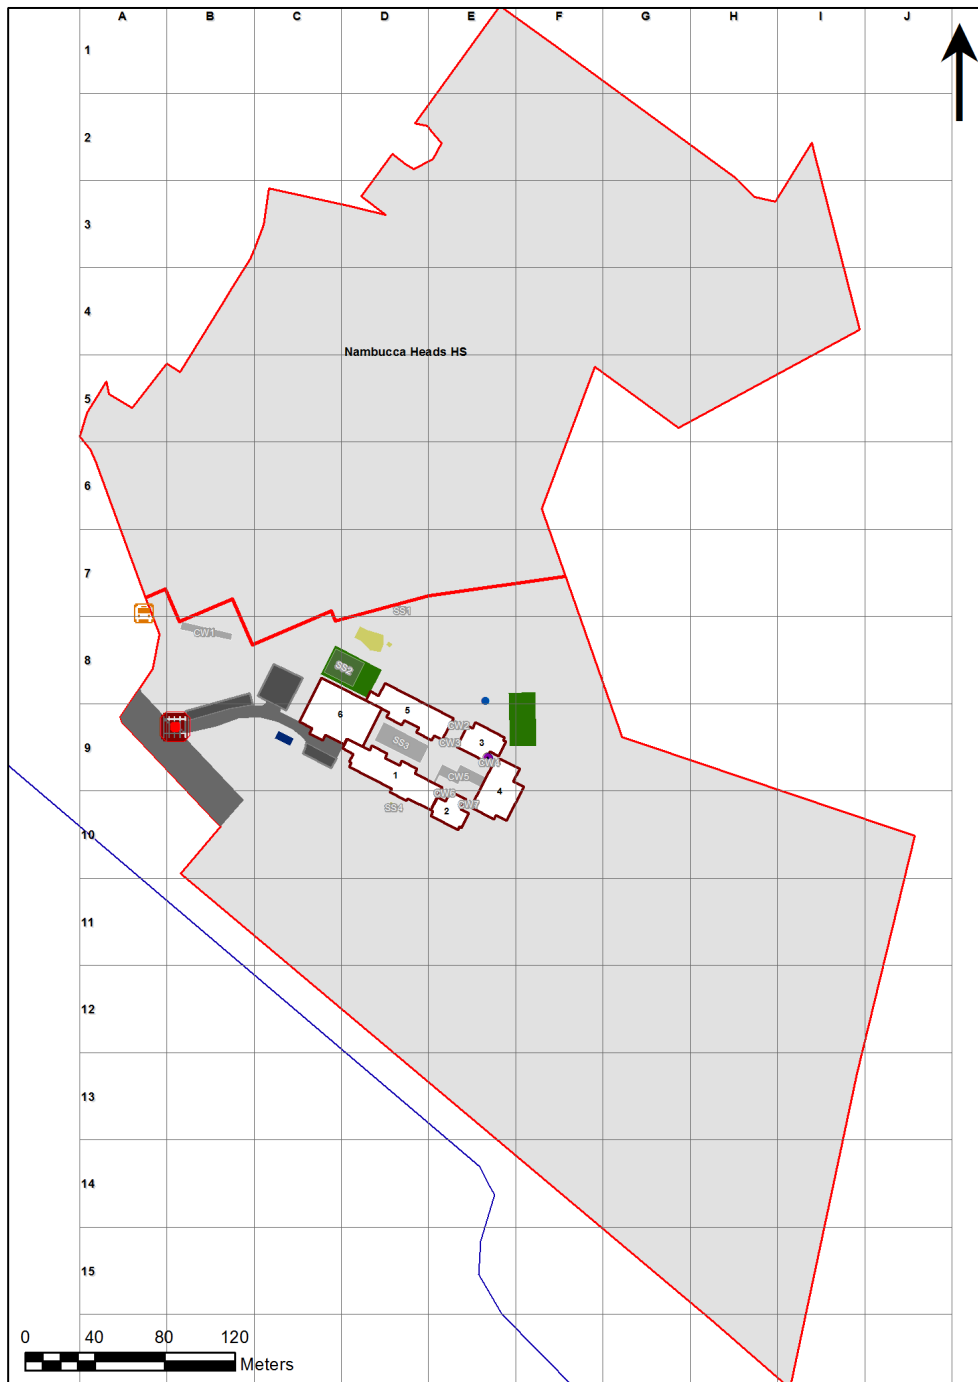 A B C D E F G H I J
1
2
3
4
Nambucca Heads HS
5
6
7
SS1
CW1
8
SS2
5
6
CW2
SS3
CW3
3
9
CW4
1
CW5
4
CW6
SS4
2
CW7
10
11
12
13
14
15
0 40 80 120
Meters